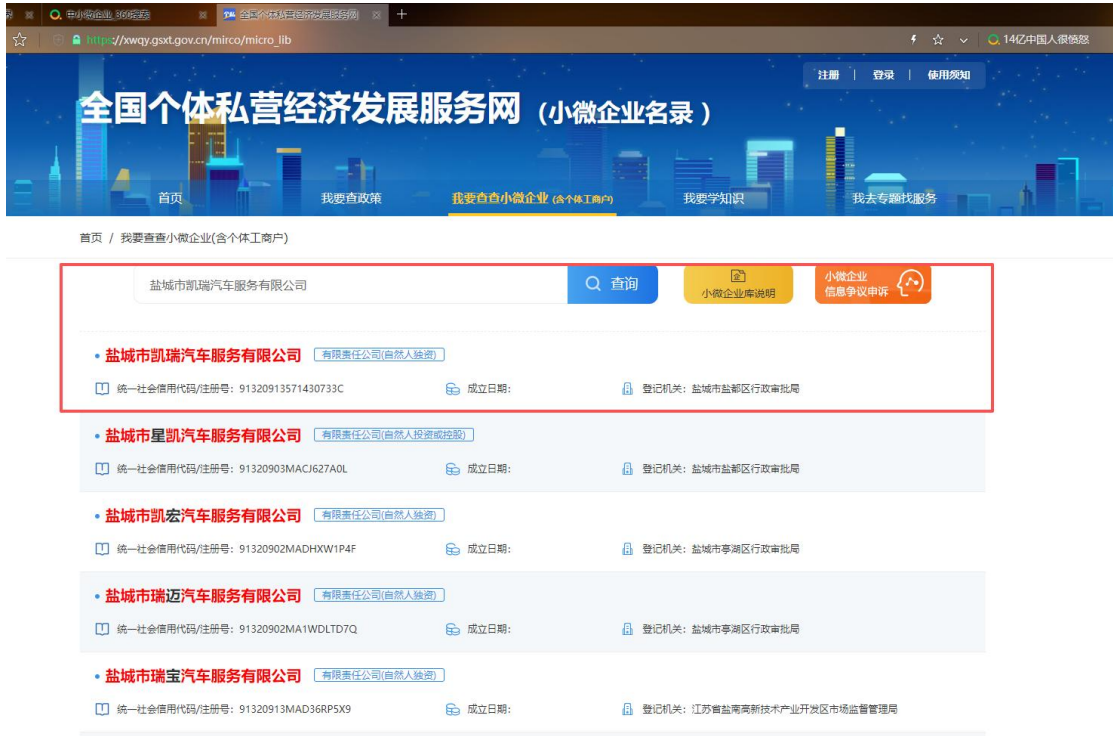 中小微企业_360搜索
全国个体私营经济发展服务网
+
https://xwqy.gsxt.gov.cn/mirco/micro_lib
14亿中国人很愤怒
注册 | 登录 | 使用须知
全国个体私营经济发展服务网（小微企业名录）
首页
我要查政策
我要查查小微企业 (含个体工商户)
我要学知识
我去专题找服务
首页 / 我要查查小微企业(含个体工商户)
盐城市凯瑞汽车服务有限公司
查询
小微企业库说明
小微企业
信息争议申诉
盐城市凯瑞汽车服务有限公司 有限责任公司(自然人独资)
统一社会信用代码/注册号：91320913571430733C 成立日期： 登记机关：盐城市盐都区行政审批局
盐城市星凯汽车服务有限公司 有限责任公司(自然人投资或控股)
统一社会信用代码/注册号：91320903MACJ627A0L 成立日期： 登记机关：盐城市盐都区行政审批局
盐城市凯宏汽车服务有限公司 有限责任公司(自然人独资)
统一社会信用代码/注册号：91320902MADHXW1P4F 成立日期： 登记机关：盐城市亭湖区行政审批局
盐城市瑞迈汽车服务有限公司 有限责任公司(自然人独资)
统一社会信用代码/注册号：91320902MA1WDLTD7Q 成立日期： 登记机关：盐城市亭湖区行政审批局
盐城市瑞宝汽车服务有限公司 有限责任公司(自然人独资)
统一社会信用代码/注册号：91320913MAD36RP5X9 成立日期： 登记机关：江苏省盐南高新技术产业开发区市场监督管理局